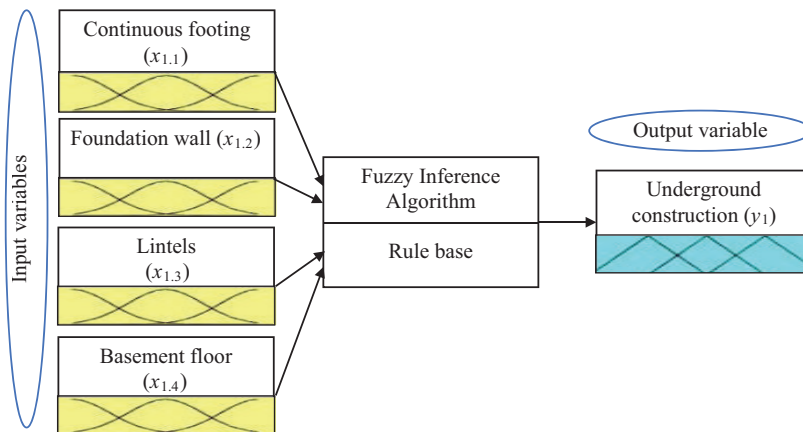 Input variables
Continuous footing
(x1.1)
Foundation wall (x1.2)
Lintels
(x1.3)
Basement floor
(x1.4)
Fuzzy Inference
Algorithm
Rule base
Output variable
Underground
construction (y1)